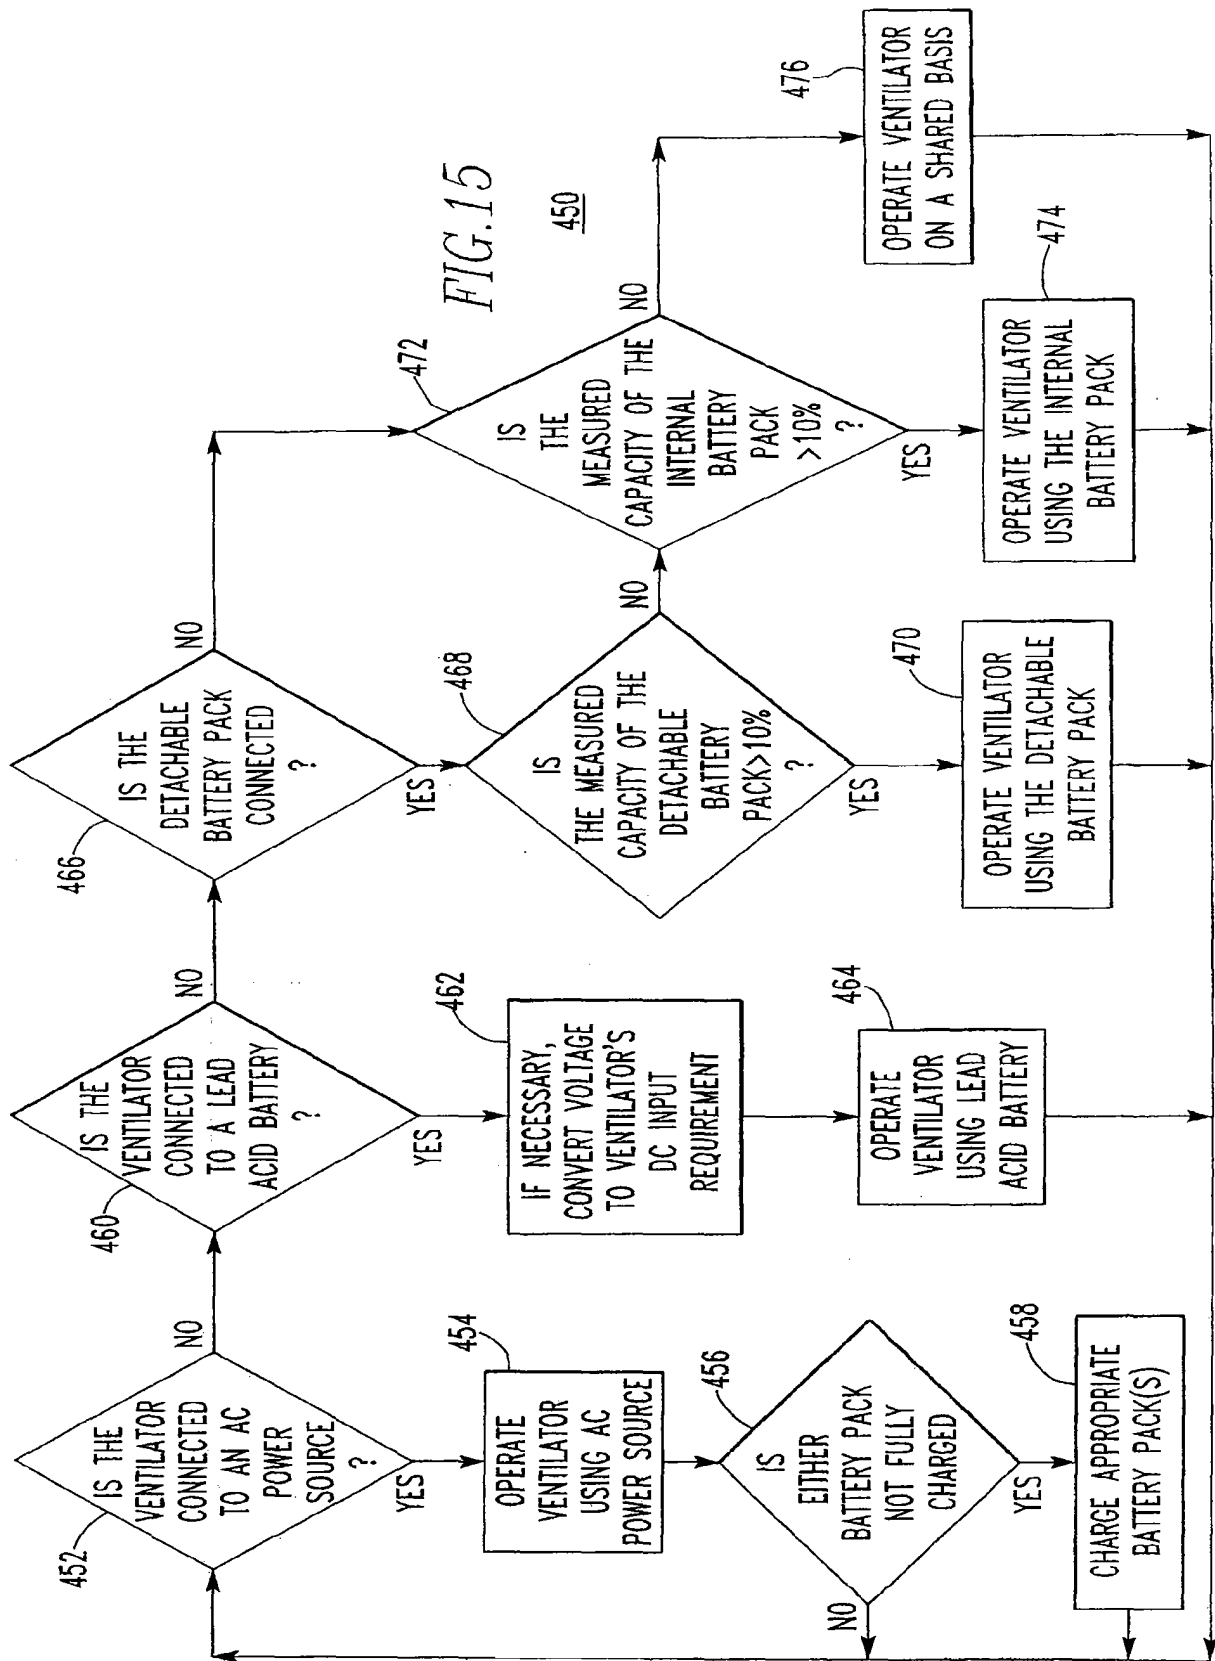 FIG.15
450
452
IS THE
VENTILATOR
CONNECTED
TO AN AC
POWER
SOURCE
?
NO
YES
454
OPERATE
VENTILATOR
USING AC
POWER SOURCE
456
IS
EITHER
BATTERY PACK
NOT FULLY
CHARGED
NO
YES
458
CHARGE APPROPRIATE
BATTERY PACK(S)
460
IS THE
VENTILATOR
CONNECTED
TO A LEAD
ACID BATTERY
?
NO
YES
462
IF NECESSARY,
CONVERT VOLTAGE
TO VENTILATOR'S
DC INPUT
REQUIREMENT
464
OPERATE
VENTILATOR
USING LEAD
ACID BATTERY
466
IS THE
DETACHABLE
BATTERY PACK
CONNECTED
?
NO
YES
468
IS
THE MEASURED
CAPACITY OF THE
DETACHABLE
BATTERY
PACK>10%
?
NO
YES
470
OPERATE VENTILATOR
USING THE DETACHABLE
BATTERY PACK
472
IS
THE
MEASURED
CAPACITY OF THE
INTERNAL
BATTERY
PACK
>10%
?
NO
YES
474
OPERATE VENTILATOR
USING THE INTERNAL
BATTERY PACK
476
OPERATE VENTILATOR
ON A SHARED BASIS